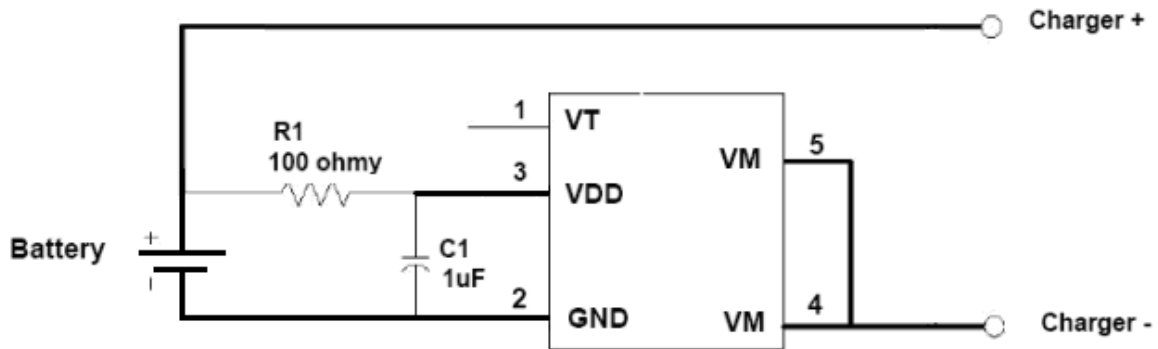 Charger +
1
VT
R1
100 ohmy
3
VDD
VM
5
Battery
+
-
C1
1uF
2
GND
VM
4
Charger -